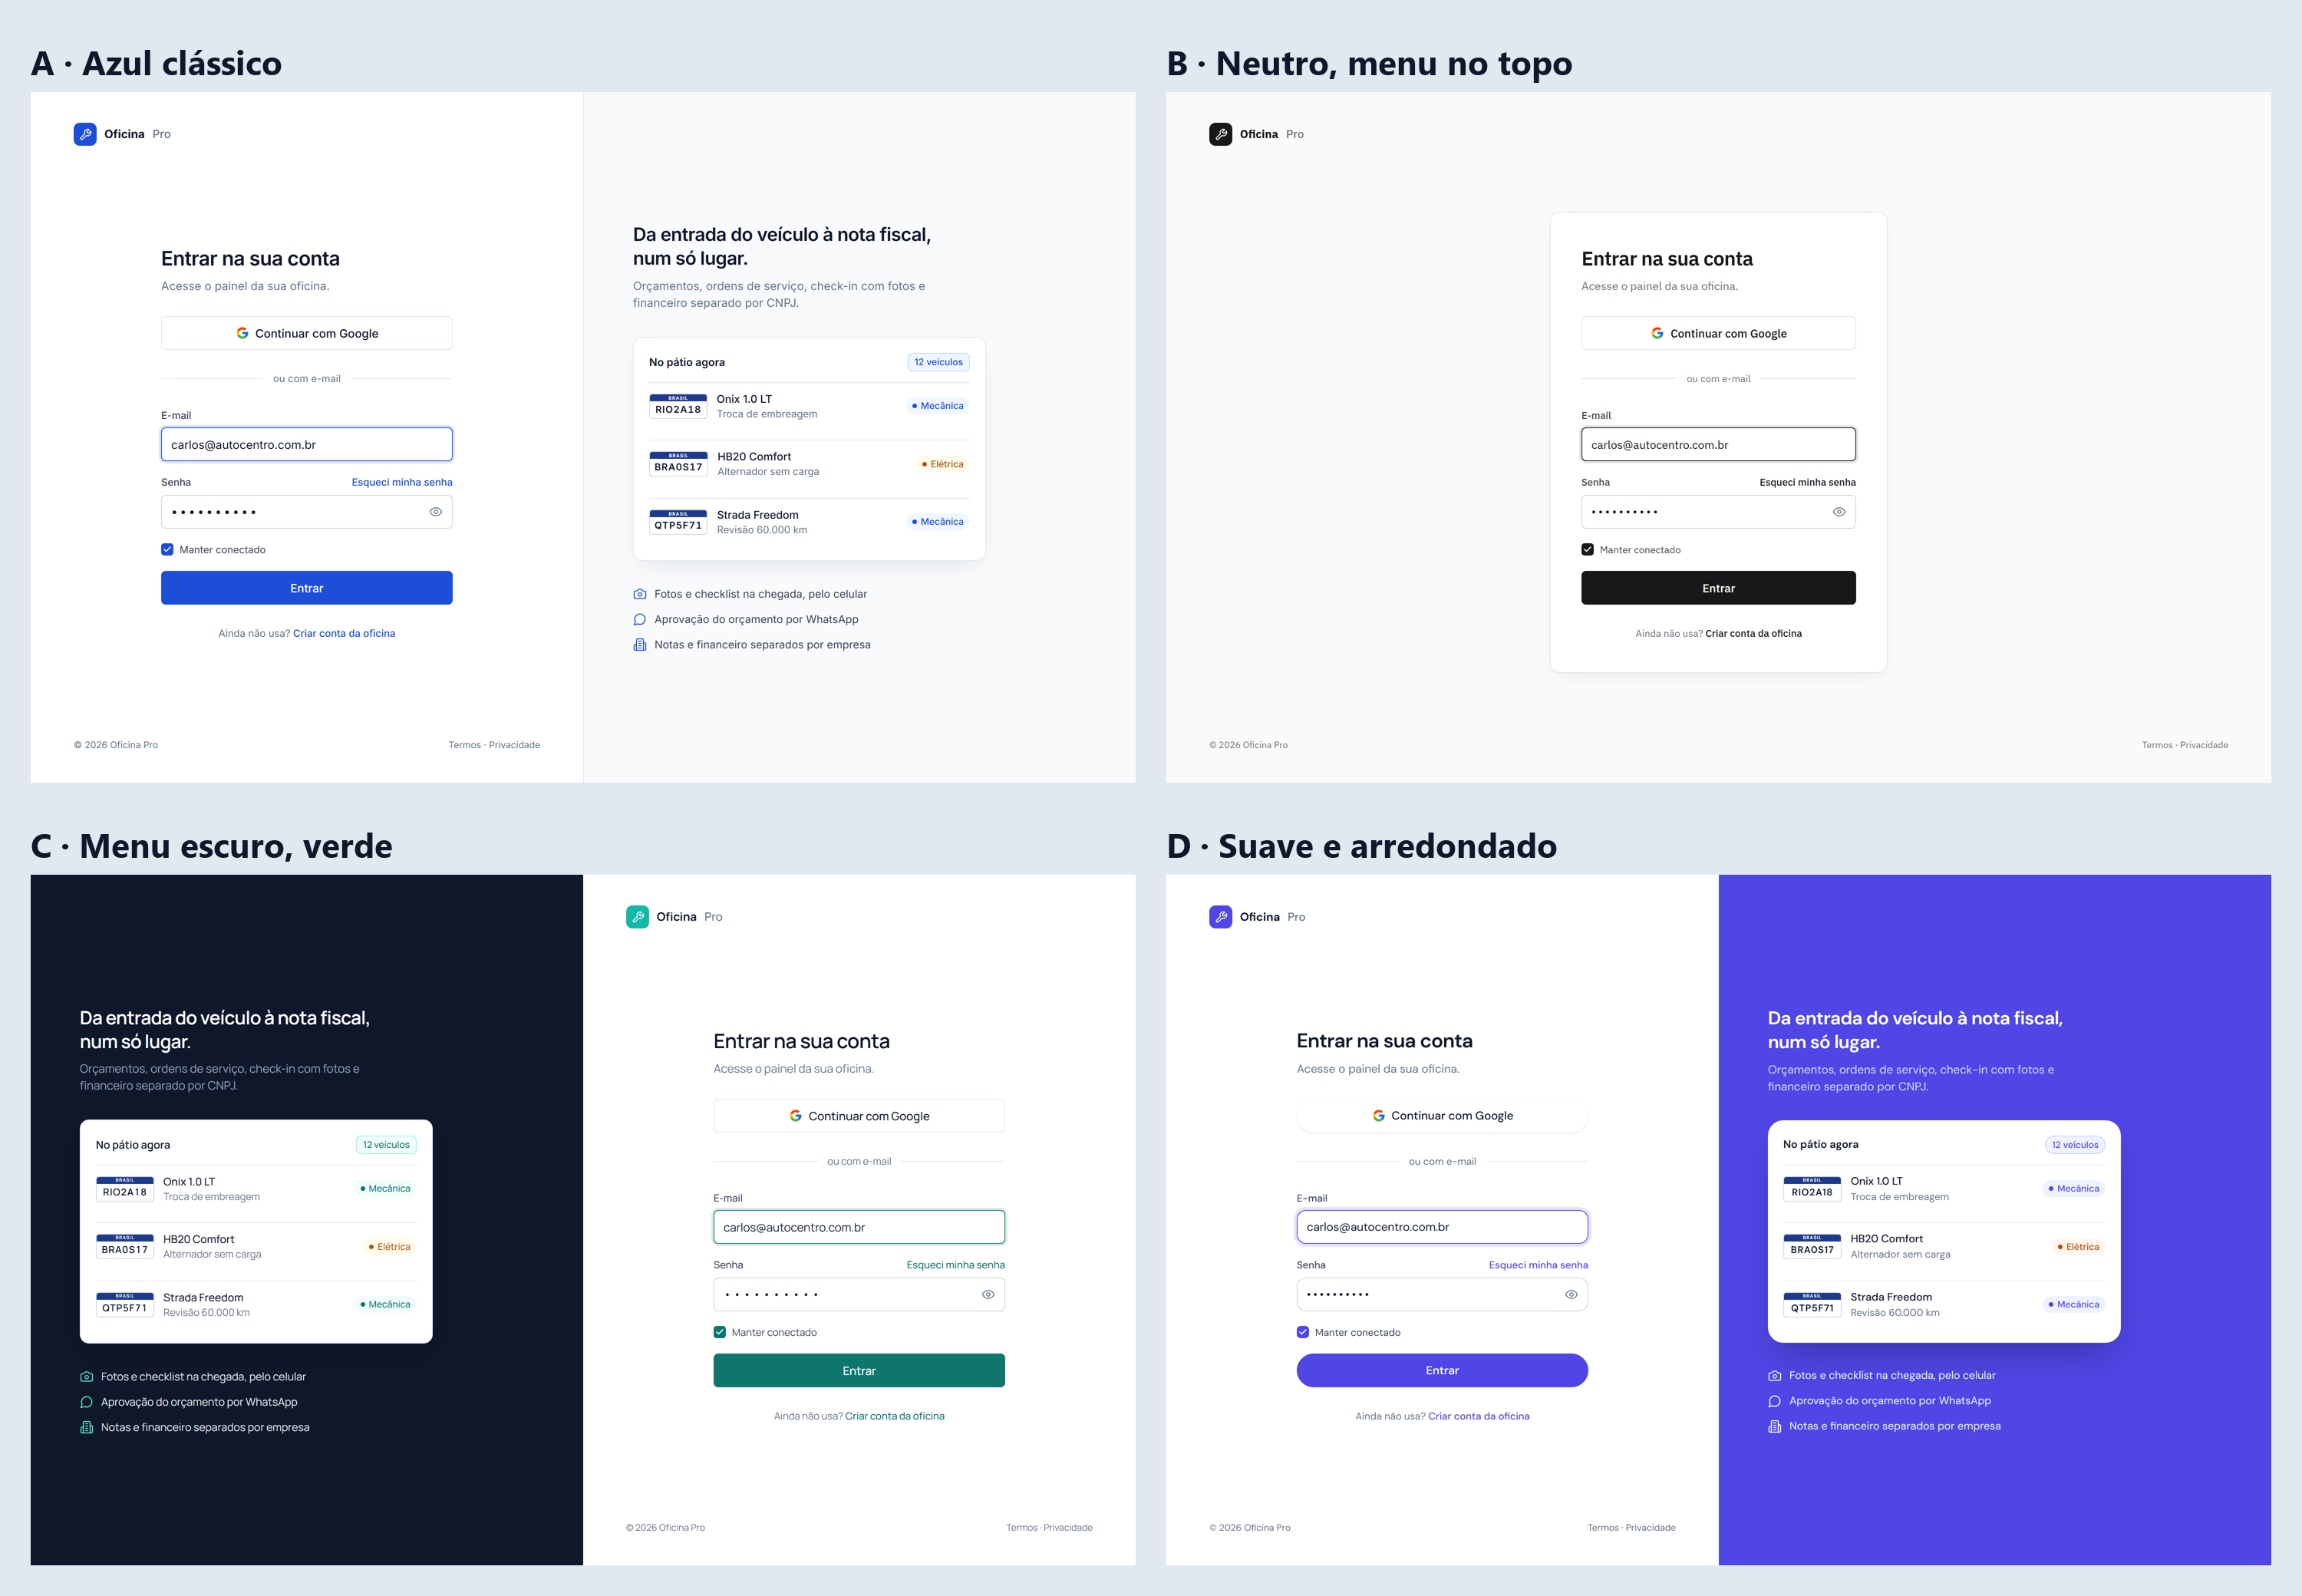 A · Azul clássico
Oficina Pro
Entrar na sua conta
Acesse o painel da sua oficina.
Continuar com Google
ou com e-mail
E-mail
carlos@autocentro.com.br
Senha Esqueci minha senha
••••••••••
Manter conectado
Entrar
Ainda não usa? Criar conta da oficina
© 2026 Oficina Pro Termos · Privacidade
Da entrada do veículo à nota fiscal,
num só lugar.
Orçamentos, ordens de serviço, check-in com fotos e
financeiro separado por CNPJ.
No pátio agora 12 veículos
BRASIL
RIO2A18
Onix 1.0 LT
Troca de embreagem
Mecânica
BRASIL
BRA0S17
HB20 Comfort
Alternador sem carga
Elétrica
BRASIL
QTP5F71
Strada Freedom
Revisão 60.000 km
Mecânica
Fotos e checklist na chegada, pelo celular
Aprovação do orçamento por WhatsApp
Notas e financeiro separados por empresa
B · Neutro, menu no topo
Oficina Pro
Entrar na sua conta
Acesse o painel da sua oficina.
Continuar com Google
ou com e-mail
E-mail
carlos@autocentro.com.br
Senha Esqueci minha senha
••••••••••
Manter conectado
Entrar
Ainda não usa? Criar conta da oficina
© 2026 Oficina Pro Termos · Privacidade
C · Menu escuro, verde
Da entrada do veículo à nota fiscal,
num só lugar.
Orçamentos, ordens de serviço, check-in com fotos e
financeiro separado por CNPJ.
No pátio agora 12 veículos
BRASIL
RIO2A18
Onix 1.0 LT
Troca de embreagem
Mecânica
BRASIL
BRA0S17
HB20 Comfort
Alternador sem carga
Elétrica
BRASIL
QTP5F71
Strada Freedom
Revisão 60.000 km
Mecânica
Fotos e checklist na chegada, pelo celular
Aprovação do orçamento por WhatsApp
Notas e financeiro separados por empresa
Oficina Pro
Entrar na sua conta
Acesse o painel da sua oficina.
Continuar com Google
ou com e-mail
E-mail
carlos@autocentro.com.br
Senha Esqueci minha senha
••••••••••
Manter conectado
Entrar
Ainda não usa? Criar conta da oficina
© 2026 Oficina Pro Termos · Privacidade
D · Suave e arredondado
Oficina Pro
Entrar na sua conta
Acesse o painel da sua oficina.
Continuar com Google
ou com e-mail
E-mail
carlos@autocentro.com.br
Senha Esqueci minha senha
••••••••••
Manter conectado
Entrar
Ainda não usa? Criar conta da oficina
© 2026 Oficina Pro Termos · Privacidade
Da entrada do veículo à nota fiscal,
num só lugar.
Orçamentos, ordens de serviço, check-in com fotos e
financeiro separado por CNPJ.
No pátio agora 12 veículos
BRASIL
RIO2A18
Onix 1.0 LT
Troca de embreagem
Mecânica
BRASIL
BRA0S17
HB20 Comfort
Alternador sem carga
Elétrica
BRASIL
QTP5F71
Strada Freedom
Revisão 60.000 km
Mecânica
Fotos e checklist na chegada, pelo celular
Aprovação do orçamento por WhatsApp
Notas e financeiro separados por empresa